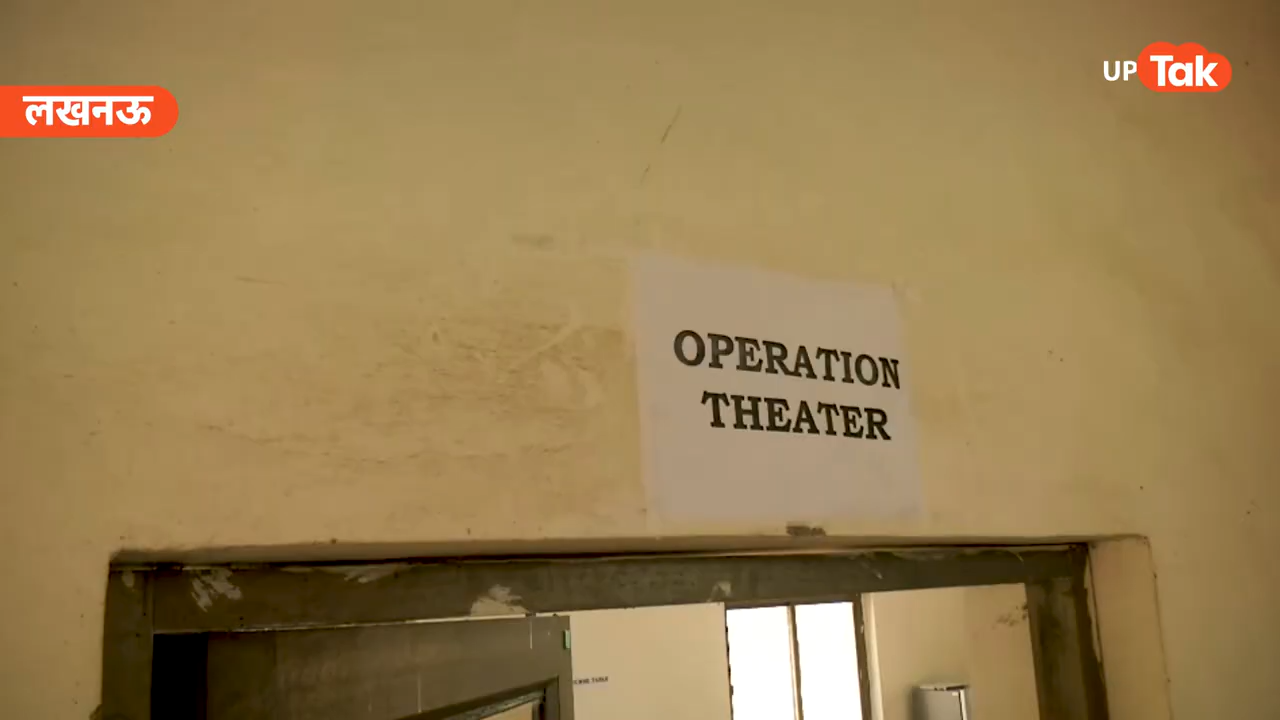 लखनऊ
UP Tak
OPERATION
THEATER